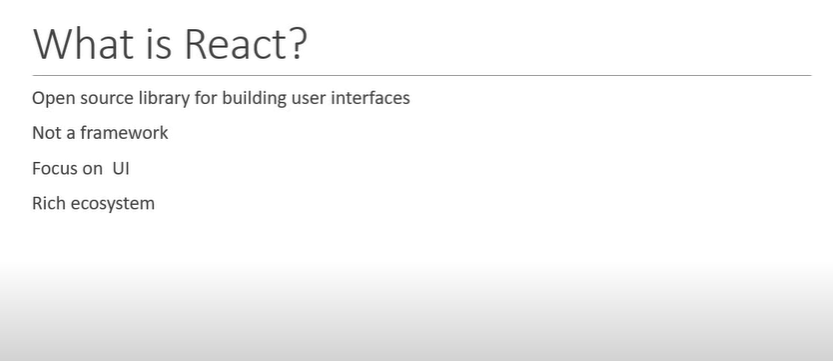 What is React?
Open source library for building user interfaces
Not a framework
Focus on  UI
Rich ecosystem